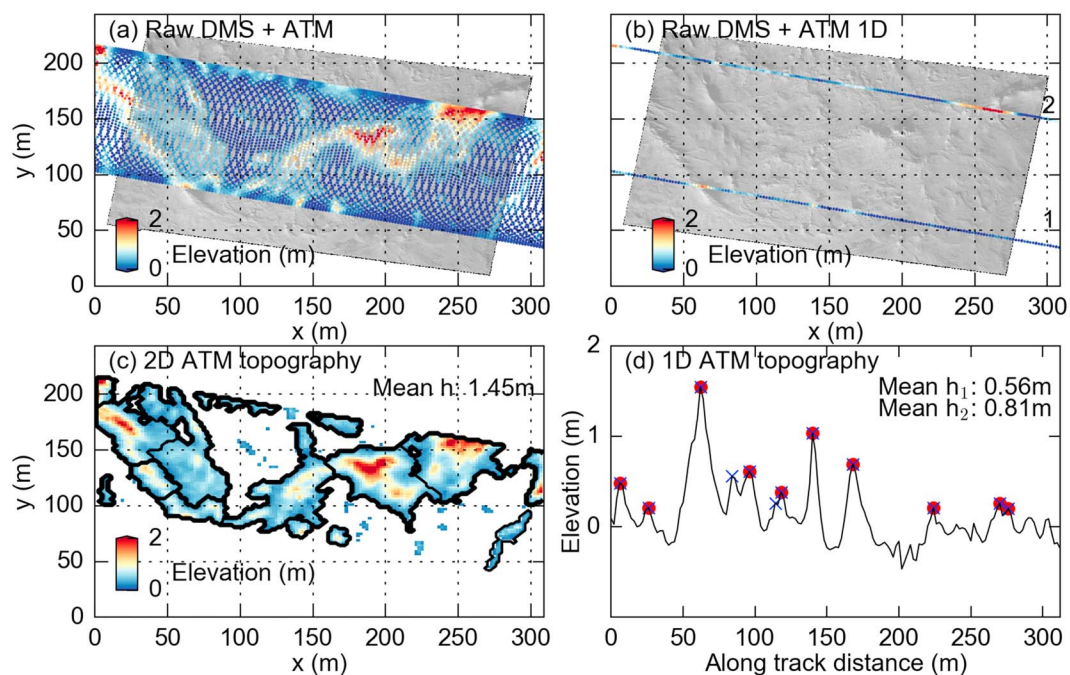 (a) Raw DMS + ATM
200
150
100
50
0
y (m)
2
0
Elevation (m)
0 50 100 150 200 250 300
x (m)
(b) Raw DMS + ATM 1D
2
1
2
0
Elevation (m)
0 50 100 150 200 250 300
x (m)
(c) 2D ATM topography
Mean h: 1.45m
200
150
100
50
0
y (m)
2
0
Elevation (m)
0 50 100 150 200 250 300
x (m)
(d) 1D ATM topography
Mean h₁: 0.56m
Mean h₂: 0.81m
2
1
0
-1
Elevation (m)
0 50 100 150 200 250 300
Along track distance (m)